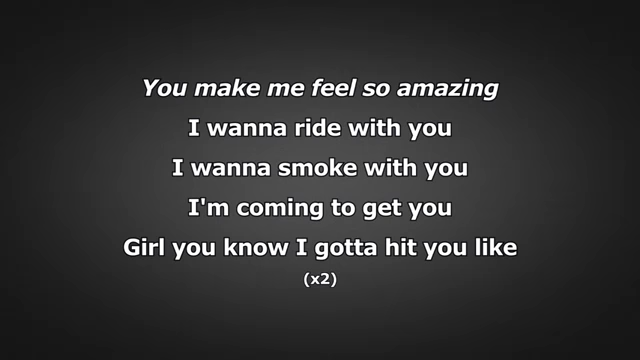 You make me feel so amazing
I wanna ride with you
I wanna smoke with you
I'm coming to get you
Girl you know I gotta hit you like
(x2)